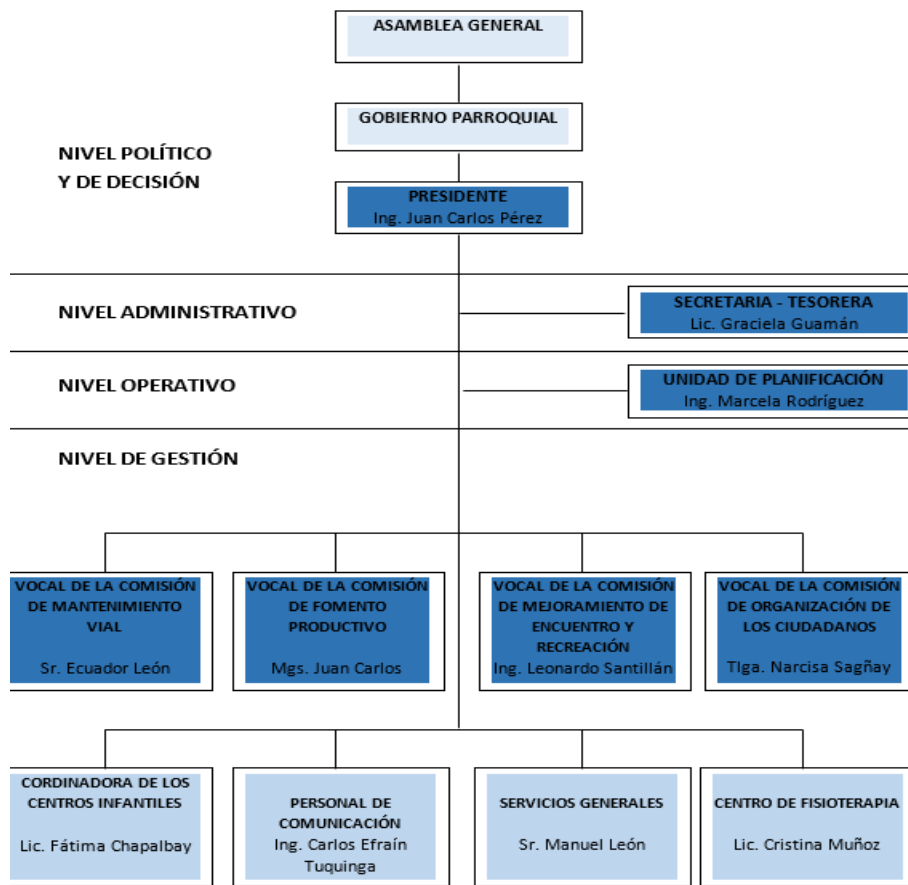 ASAMBLEA GENERAL
GOBIERNO PARROQUIAL
NIVEL POLÍTICO
Y DE DECISIÓN
PRESIDENTE
Ing. Juan Carlos Pérez
NIVEL ADMINISTRATIVO
SECRETARIA - TESORERA
Lic. Graciela Guamán
NIVEL OPERATIVO
UNIDAD DE PLANIFICACIÓN
Ing. Marcela Rodríguez
NIVEL DE GESTIÓN
VOCAL DE LA COMISIÓN
DE MANTENIMIENTO
VIAL
Sr. Ecuador León
VOCAL DE LA COMISIÓN
DE FOMENTO
PRODUCTIVO
Mgs. Juan Carlos
VOCAL DE LA COMISIÓN
DE MEJORAMIENTO DE
ENCUENTRO Y
RECREACIÓN
Ing. Leonardo Santillán
VOCAL DE LA COMISIÓN
DE ORGANIZACIÓN DE
LOS CIUDADANOS
Tlga. Narcisa Sagñay
CORDINADORA DE LOS
CENTROS INFANTILES
Lic. Fátima Chapalbay
PERSONAL DE
COMUNICACIÓN
Ing. Carlos Efraín
Tuquinga
SERVICIOS GENERALES
Sr. Manuel León
CENTRO DE FISIOTERAPIA
Lic. Cristina Muñoz